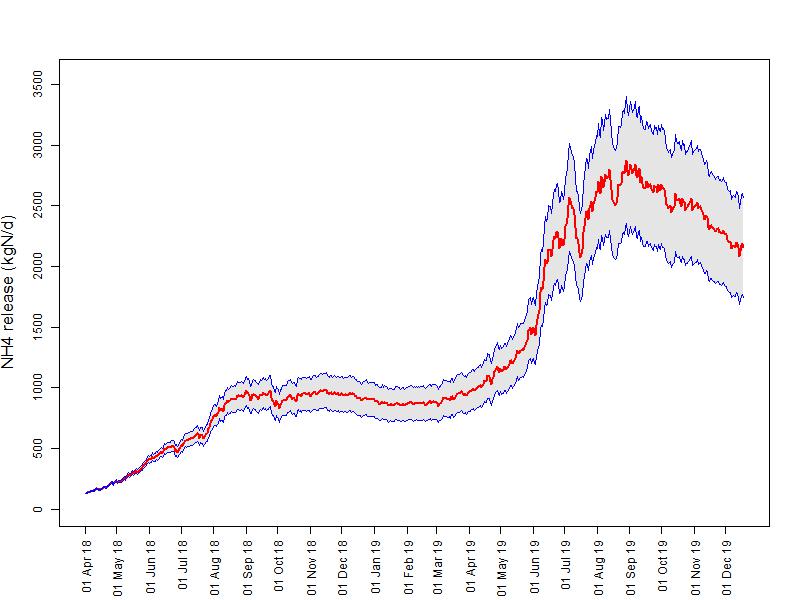 NH4 release (kgN/d)
3500
3000
2500
2000
1500
1000
500
0
01 Apr 18
01 May 18
01 Jun 18
01 Jul 18
01 Aug 18
01 Sep 18
01 Oct 18
01 Nov 18
01 Dec 18
01 Jan 19
01 Feb 19
01 Mar 19
01 Apr 19
01 May 19
01 Jun 19
01 Jul 19
01 Aug 19
01 Sep 19
01 Oct 19
01 Nov 19
01 Dec 19